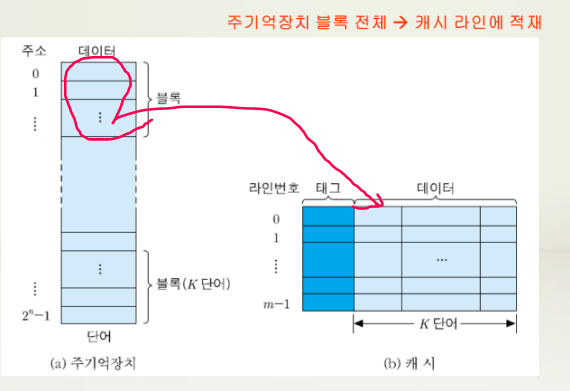 주기억장치 블록 전체 → 캐시 라인에 적재
주소 데이터
0
1
⋮
⋮
블록
⋮
⋮
블록(K 단어)
2ⁿ−1
단어
(a) 주기억장치
라인번호 태그 데이터
0
1
⋮
…
m−1
K 단어
(b) 캐 시